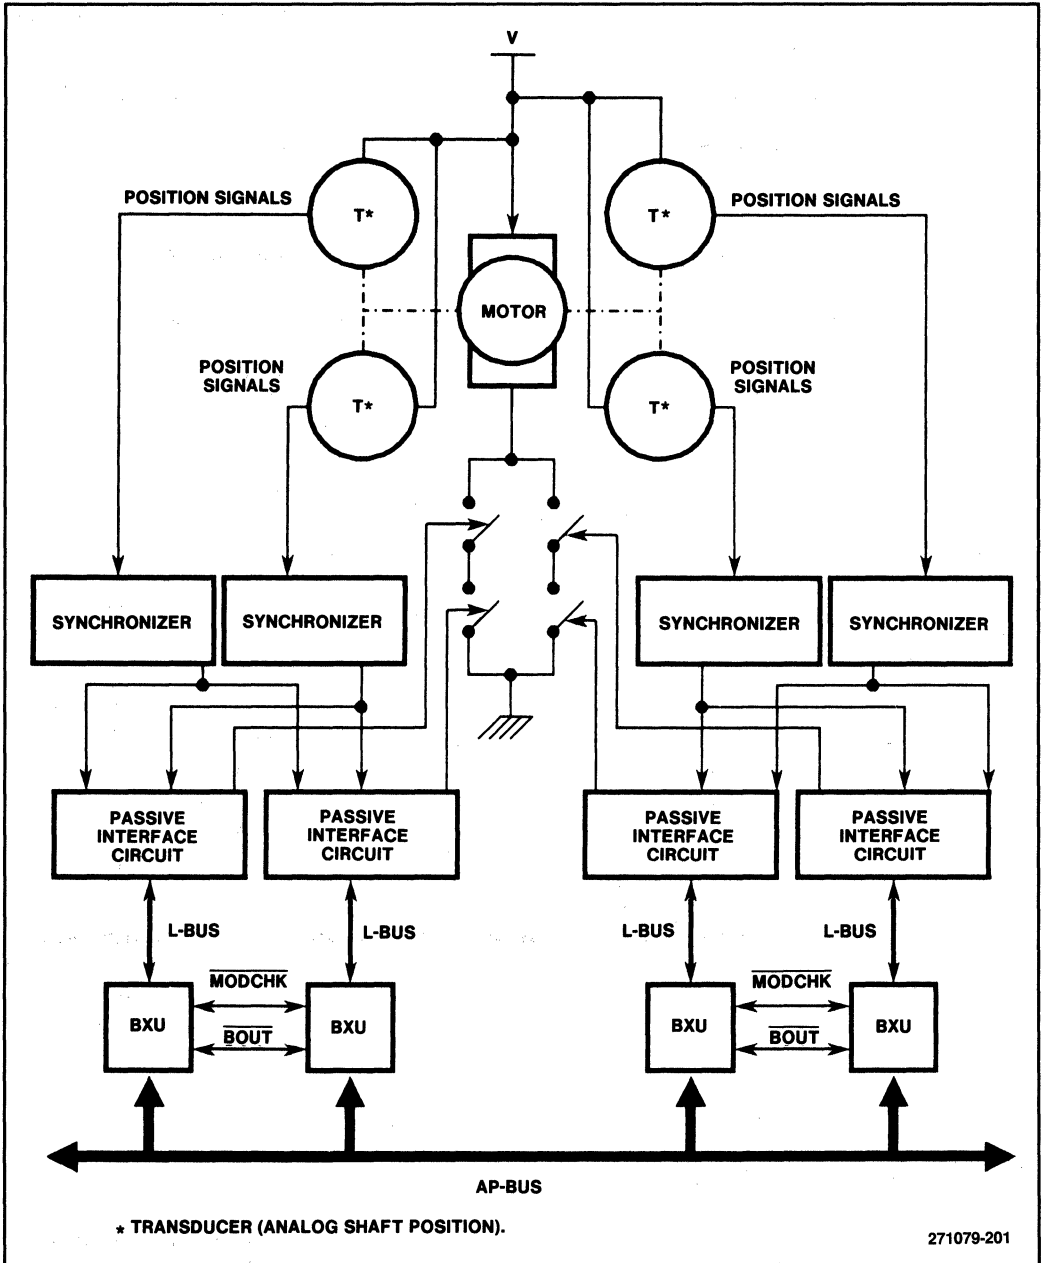 V
POSITION SIGNALS
T*
T*
POSITION SIGNALS
MOTOR
POSITION
SIGNALS
T*
T*
POSITION
SIGNALS
SYNCHRONIZER
SYNCHRONIZER
SYNCHRONIZER
SYNCHRONIZER
PASSIVE
INTERFACE
CIRCUIT
PASSIVE
INTERFACE
CIRCUIT
PASSIVE
INTERFACE
CIRCUIT
PASSIVE
INTERFACE
CIRCUIT
L-BUS
L-BUS
L-BUS
L-BUS
BXU
MODCHK
BOUT
BXU
BXU
MODCHK
BOUT
BXU
AP-BUS
* TRANSDUCER (ANALOG SHAFT POSITION).
271079-201